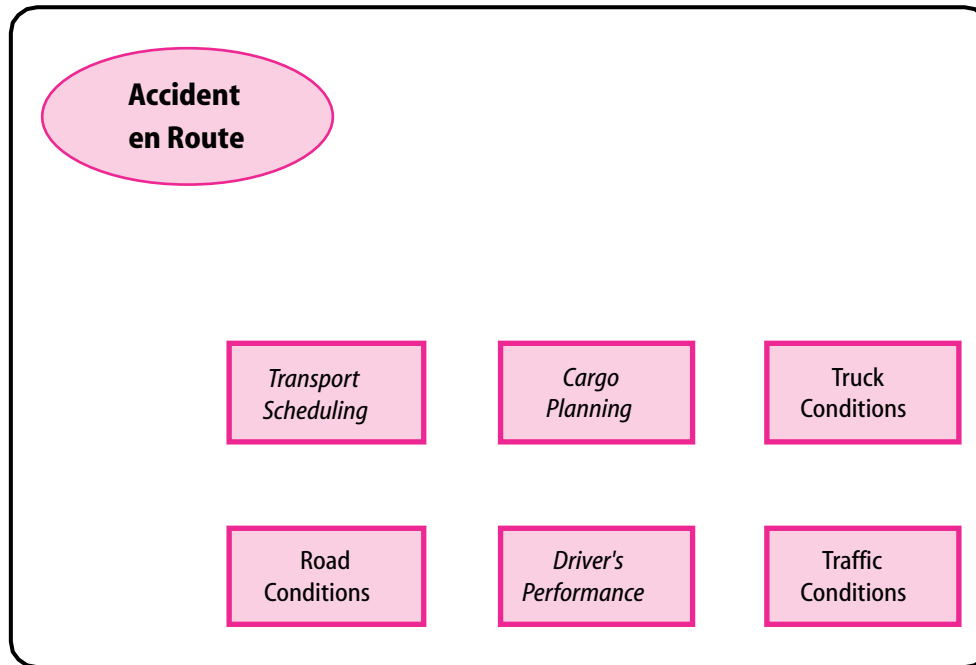 Accident
en Route
Transport
Scheduling
Cargo
Planning
Truck
Conditions
Road
Conditions
Driver's
Performance
Traffic
Conditions